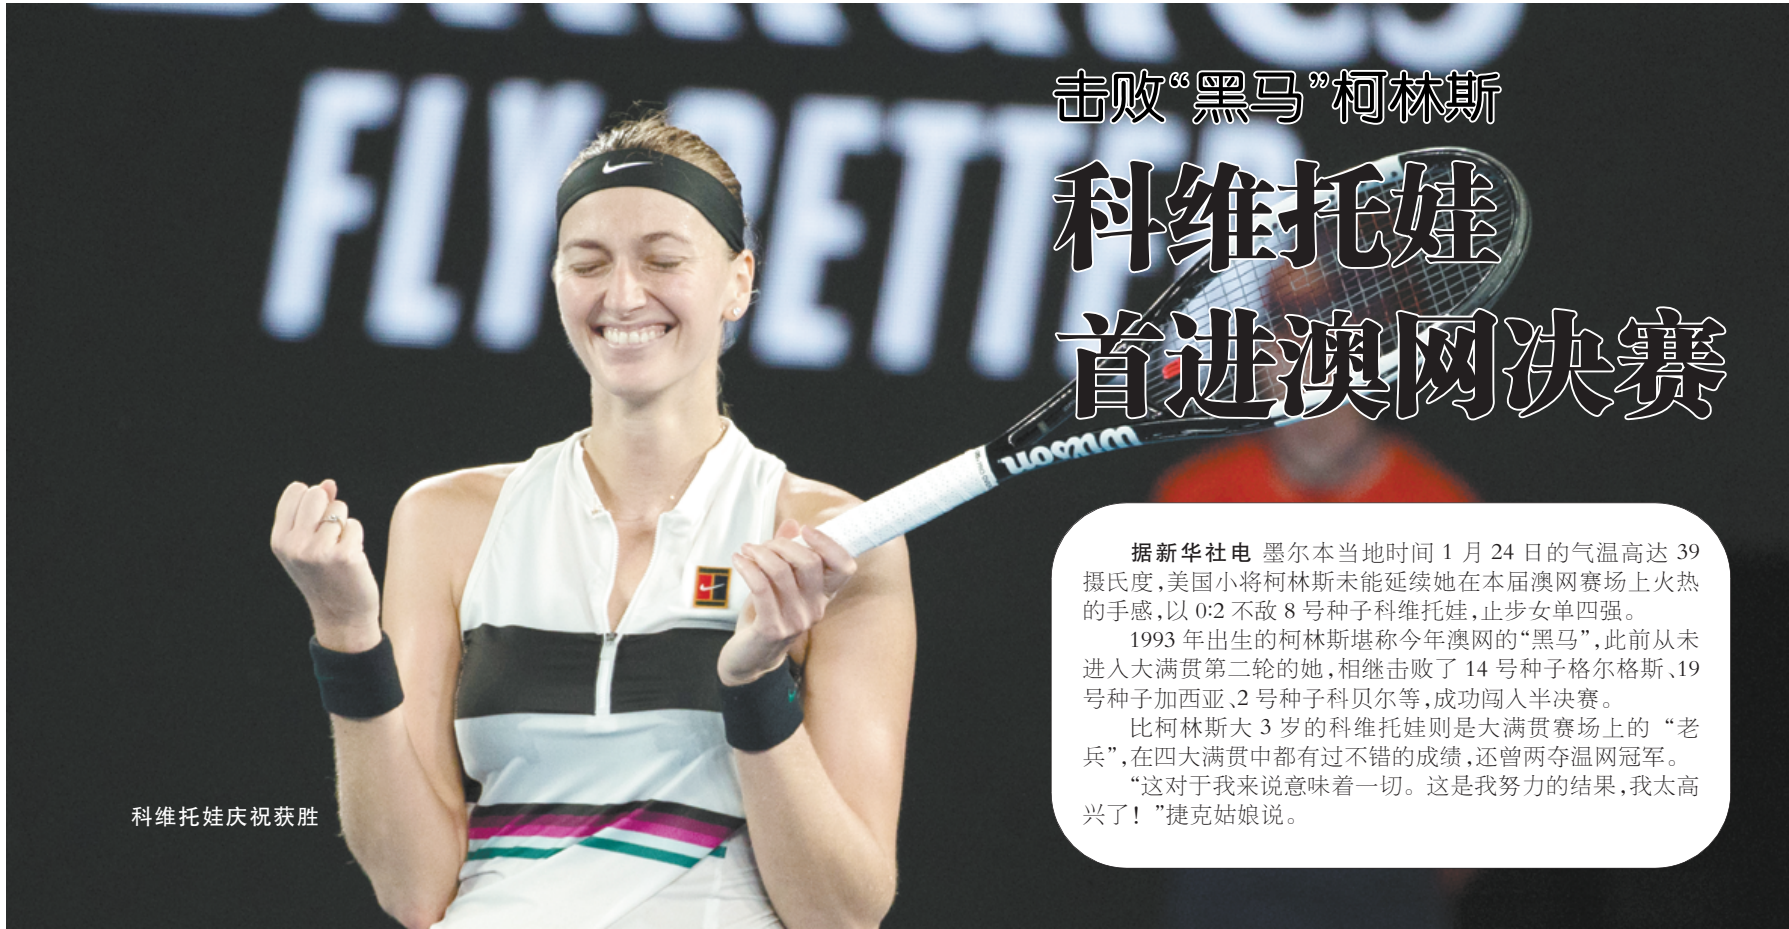 击败“黑马”柯林斯
科维托娃
首进澳网决赛
FLY BETTE
wilson
据新华社电 墨尔本当地时间 1 月 24 日的气温高达 39
摄氏度,美国小将柯林斯未能延续她在本届澳网赛场上火热
的手感,以 0:2 不敌 8 号种子科维托娃,止步女单四强。
1993 年出生的柯林斯堪称今年澳网的“黑马”,此前从未
进入大满贯第二轮的她,相继击败了 14 号种子格尔格斯、19
号种子加西亚、2 号种子科贝尔等,成功闯入半决赛。
比柯林斯大 3 岁的科维托娃则是大满贯赛场上的 “老
兵”,在四大满贯中都有过不错的成绩,还曾两夺温网冠军。
“这对于我来说意味着一切。这是我努力的结果,我太高
兴了！”捷克姑娘说。
科维托娃庆祝获胜